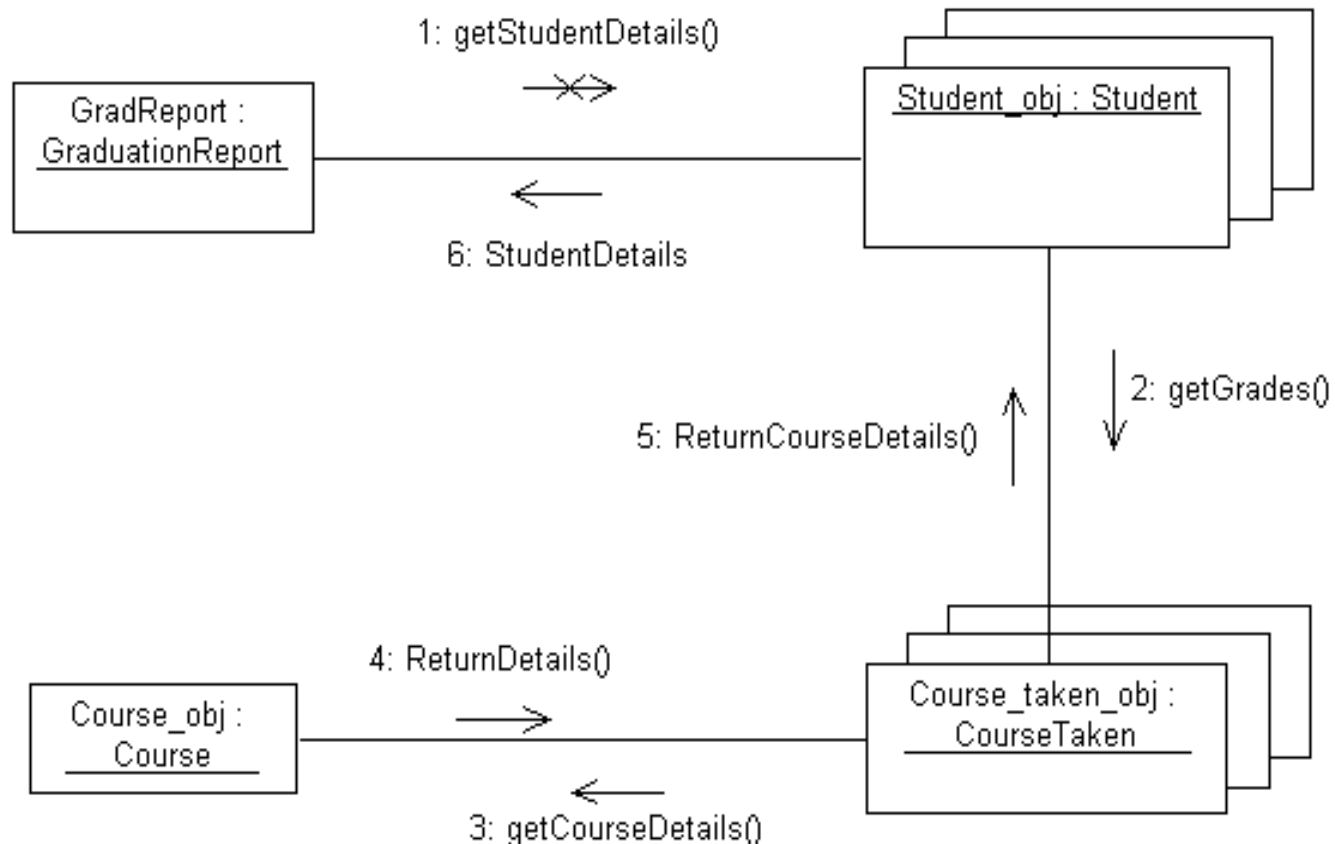 1: getStudentDetails()
GradReport :
GraduationReport
Student_obj : Student
6: StudentDetails
2: getGrades()
5: ReturnCourseDetails()
4: ReturnDetails()
Course_obj :
Course
Course_taken_obj :
CourseTaken
3: getCourseDetails()